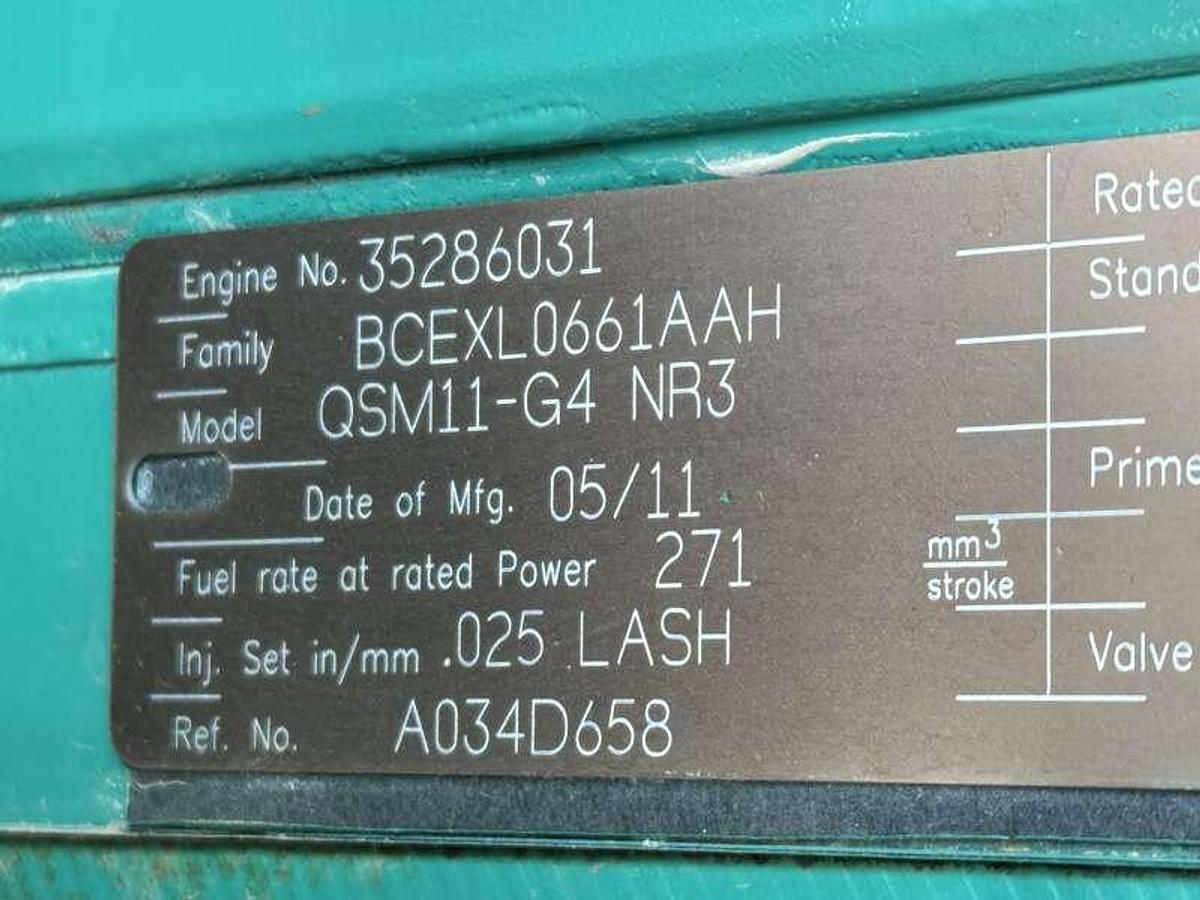 Engine No. 35286031
Family BCEXL0661AAH
Model QSM11-G4 NR3
Date of Mfg. 05/11
Fuel rate at rated Power 271 mm³/stroke
Inj. Set in/mm .025 LASH
Ref. No. A034D658
Prime
Valve